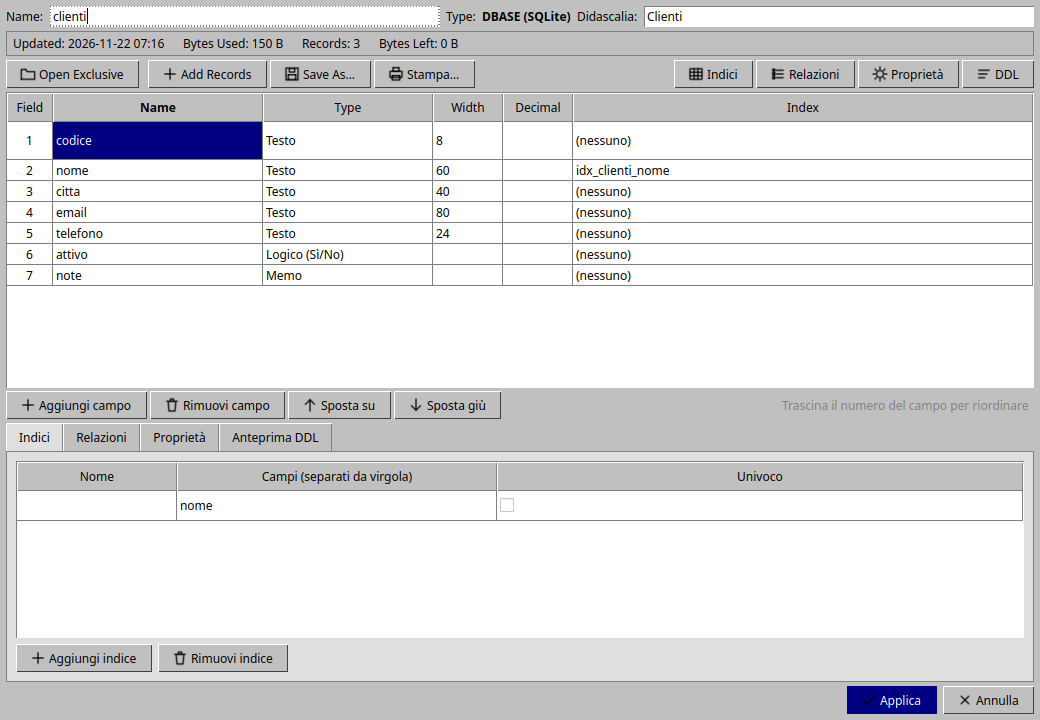 Name: clienti Type: DBASE (SQLite) Didascalia: Clienti
Updated: 2026-11-22 07:16 Bytes Used: 150 B Records: 3 Bytes Left: 0 B
Open Exclusive Add Records Save As... Stampa... Indici Relazioni Proprietà DDL
Field Name Type Width Decimal Index
1 codice Testo 8 (nessuno)
2 nome Testo 60 idx_clienti_nome
3 citta Testo 40 (nessuno)
4 email Testo 80 (nessuno)
5 telefono Testo 24 (nessuno)
6 attivo Logico (Sì/No) (nessuno)
7 note Memo (nessuno)
Aggiungi campo Rimuovi campo Sposta su Sposta giù Trascina il numero del campo per riordinare
Indici Relazioni Proprietà Anteprima DDL
Nome Campi (separati da virgola) Univoco
nome
Aggiungi indice Rimuovi indice
Applica Annulla